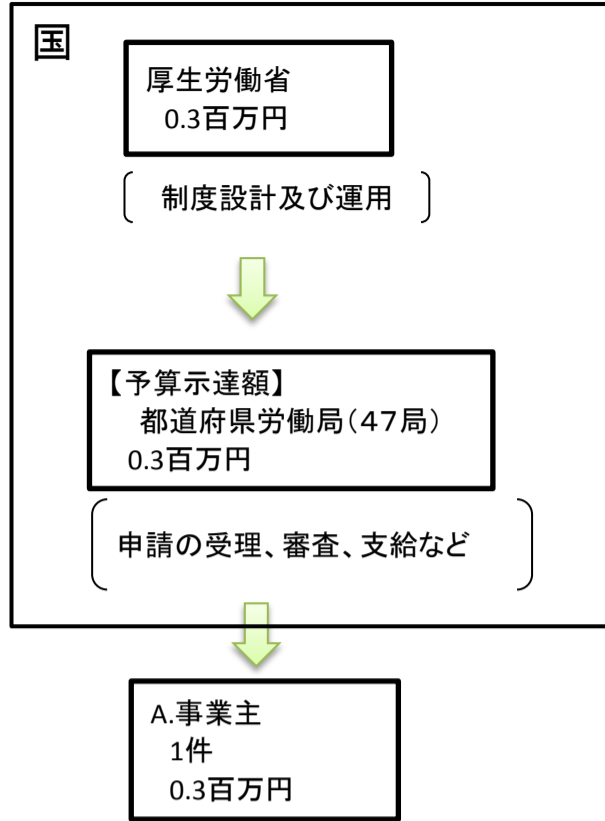 国
厚生労働省
0.3百万円
制度設計及び運用
【予算示達額】
都道府県労働局（４７局）
0.3百万円
申請の受理、審査、支給など
A.事業主
1件
0.3百万円